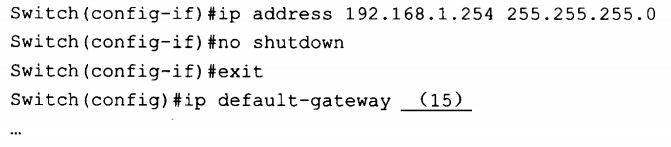 Switch(config-if)#ip address 192.168.1.254 255.255.255.0
Switch(config-if)#no shutdown
Switch(config-if)#exit
Switch(config)#ip default-gateway (15)
…